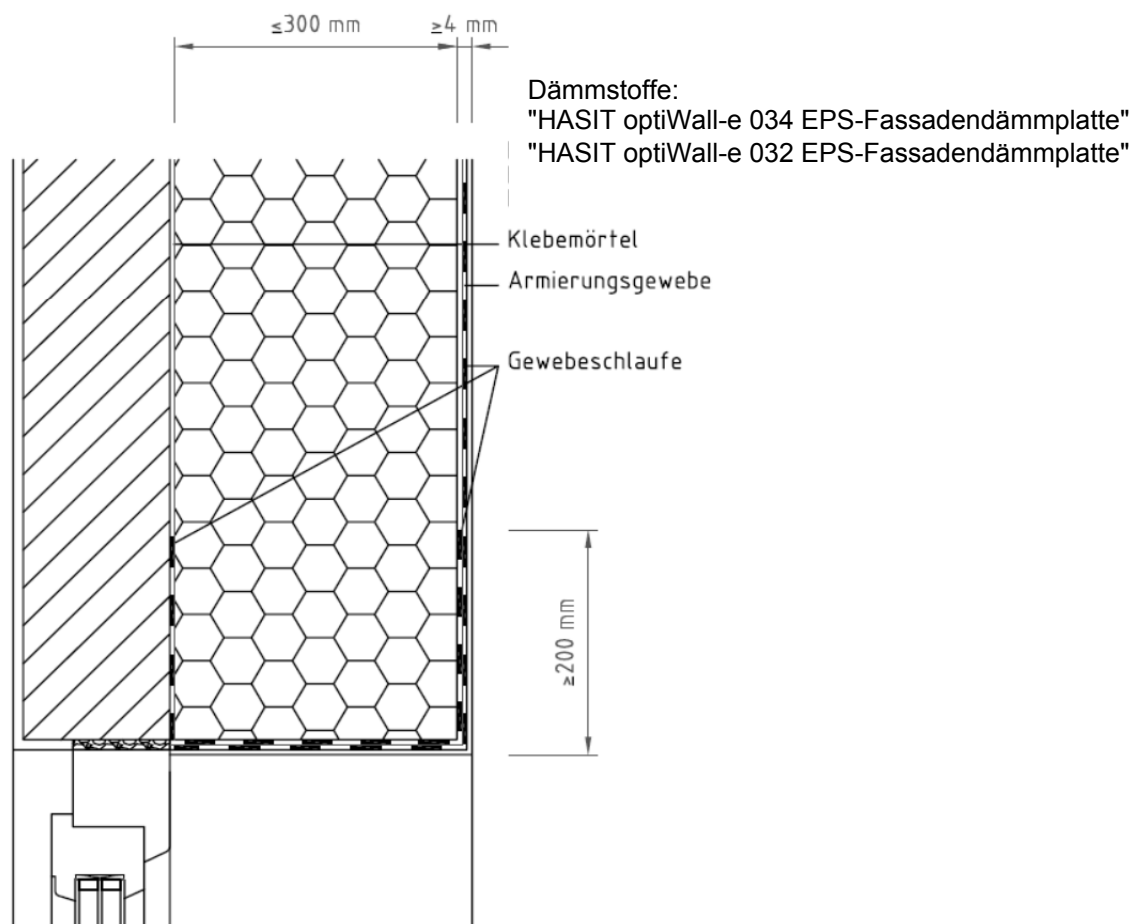 ≤300 mm
≥4 mm
Dämmstoffe:
"HASIT optiWall-e 034 EPS-Fassadendämmplatte"
"HASIT optiWall-e 032 EPS-Fassadendämmplatte"
Klebemörtel
Armierungsgewebe
Gewebeschlaufe
≥200 mm